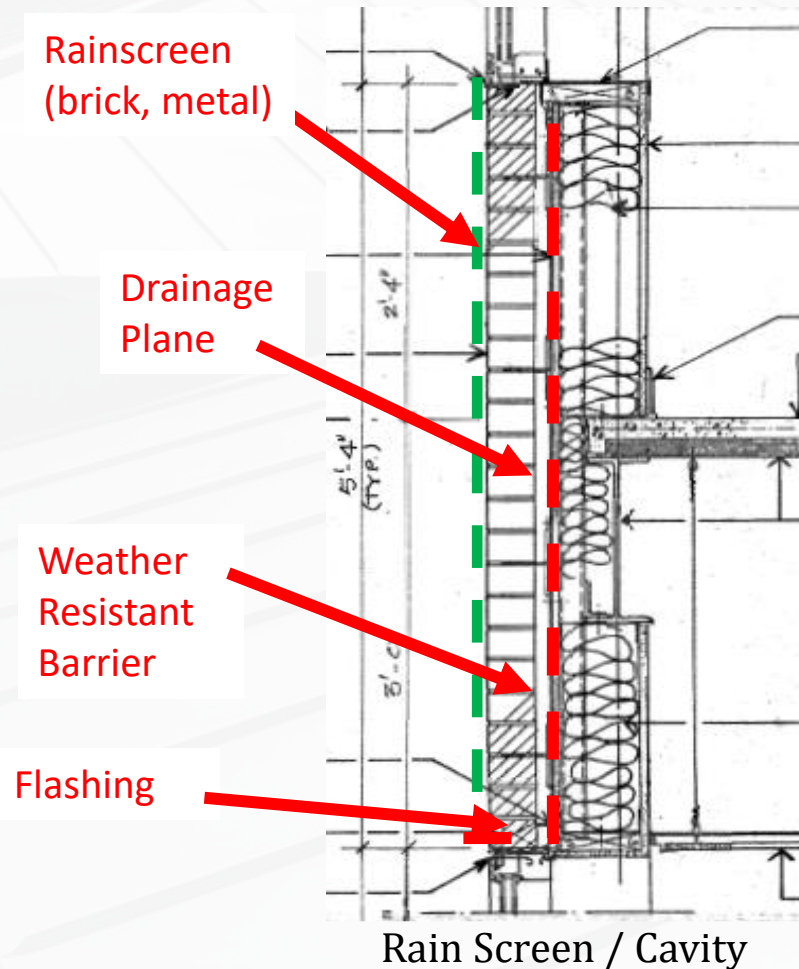 Rainscreen
(brick, metal)
Drainage
Plane
2'-4"
5'-4"
(TYP.)
Weather
Resistant
Barrier
Flashing
Rain Screen / Cavity